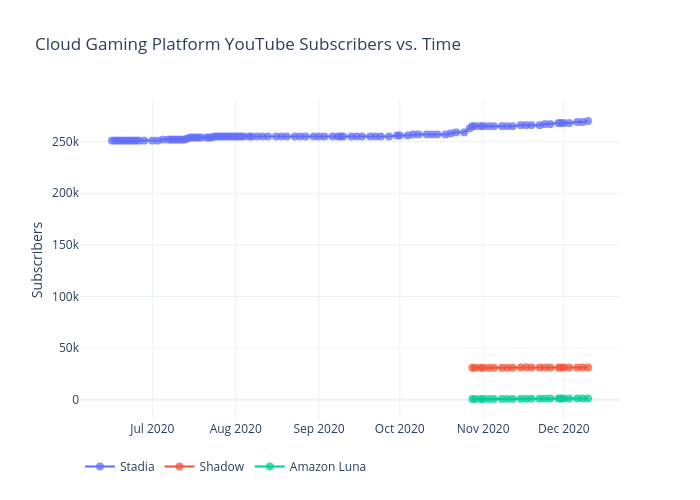 Cloud Gaming Platform YouTube Subscribers vs. Time
Subscribers
250k
200k
150k
100k
50k
0
Jul 2020 Aug 2020 Sep 2020 Oct 2020 Nov 2020 Dec 2020
Stadia Shadow Amazon Luna